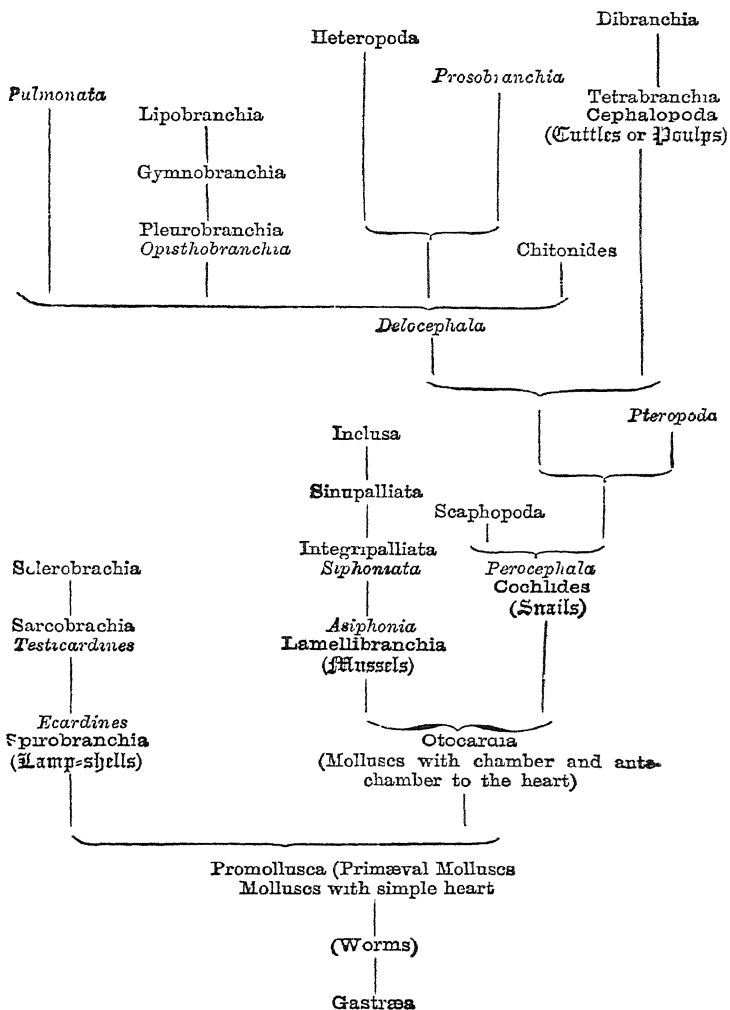 Dibranchia
Heteropoda
Prosobranchia
Pulmonata
Tetrabranchia
Cephalopoda
(Cuttles or Poulps)
Lipobranchia
Gymnobranchia
Pleurobranchia
Opisthobranchia
Chitonides
Delocephala
Pteropoda
Inclusa
Sinupalliata
Scaphopoda
Integripalliata
Siphoniata
Perocephala
Cochlides
(Snails)
Sclerobrachia
Sarcobrachia
Testicardines
Asiphonia
Lamellibranchia
(Mussels)
Ecardines
Spirobranchia
(Lamp-shells)
Otocardia
(Molluscs with chamber and ante-
chamber to the heart)
Promollusca (Primæval Molluscs
Molluscs with simple heart
(Worms)
Gastræa